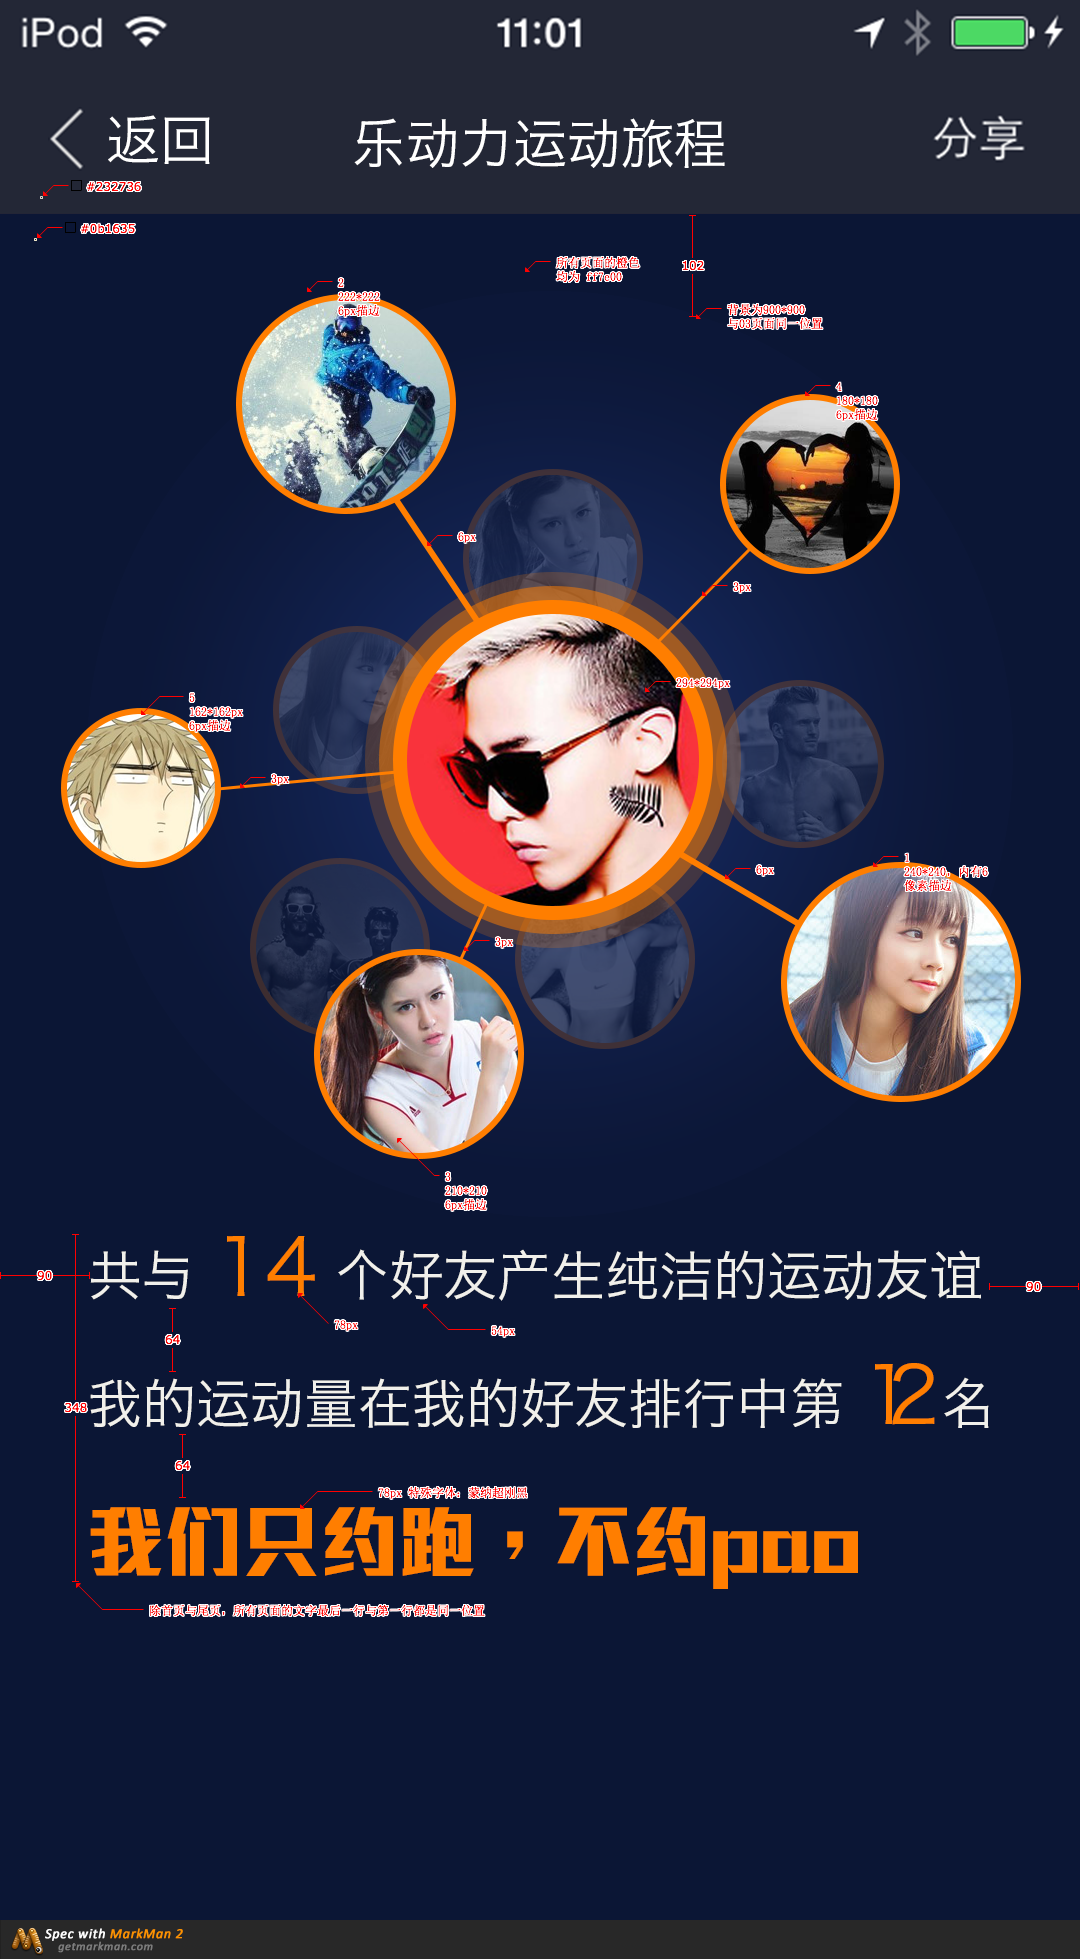 iPod 11:01
返回 乐动力运动旅程 分享
#232736
#0b1635
所有页面的橙色
均为 ff7e00
102
背景为900*900
与03页面同一位置
2
222*222
6px描边
4
180*180
6px描边
6px
3px
294*294px
5
162*162px
6px描边
3px
6px
1
240*240，内有6
像素描边
3px
3
210*210
6px描边
共与 14 个好友产生纯洁的运动友谊
90
90
78px
54px
64
我的运动量在我的好友排行中第 12名
348
64
78px 特殊字体：蒙纳超刚黑
我们只约跑，不约pao
除首页与尾页，所有页面的文字最后一行与第一行都是同一位置
Spec with MarkMan 2
getmarkman.com